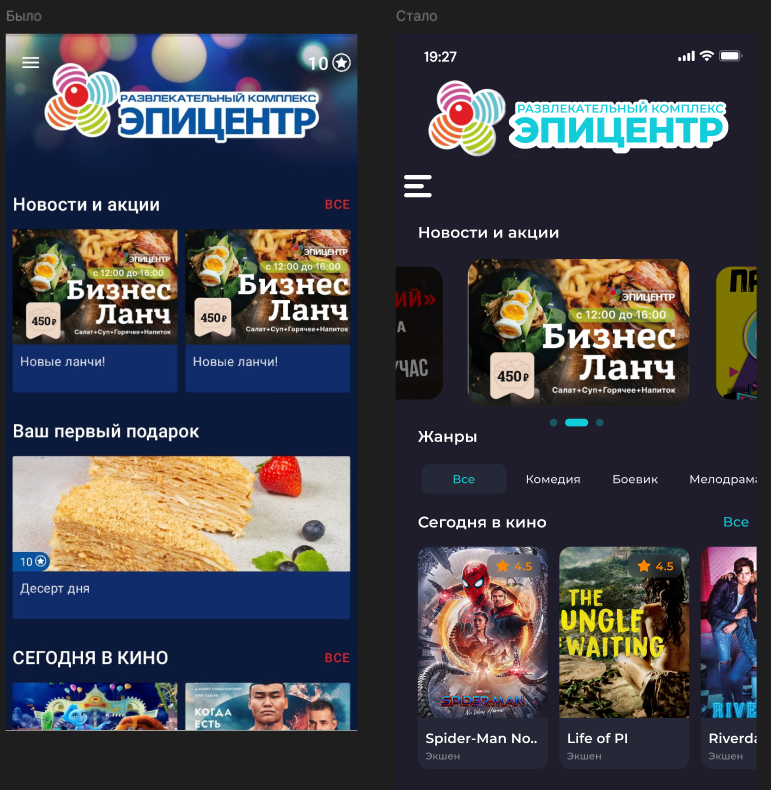 Было
10
РАЗВЛЕКАТЕЛЬНЫЙ КОМПЛЕКС
ЭПИЦЕНТР
Новости и акции
ВСЕ
ЭПИЦЕНТР
с 12:00 до 16:00
Бизнес
Ланч
450₽
Салат+Суп+Горячее+Напиток
Новые ланчи!
ЭПИЦЕНТР
с 12:00 до 16:00
Бизнес
Ланч
450₽
Салат+Суп+Горячее+Напиток
Новые ланчи!
Ваш первый подарок
10
Десерт дня
СЕГОДНЯ В КИНО
ВСЕ
КОГДА
ЕСТЬ
Стало
19:27
РАЗВЛЕКАТЕЛЬНЫЙ КОМПЛЕКС
ЭПИЦЕНТР
Новости и акции
ИЙ»
А
УЧАС
ЭПИЦЕНТР
с 12:00 до 16:00
Бизнес
Ланч
450₽
Салат+Суп+Горячее+Напиток
ПР
Жанры
Все
Комедия
Боевик
Мелодрама
Сегодня в кино
Все
4.5
SPIDER-MAN
No Way Home
Spider-Man No..
Экшен
4.5
THE
UNGLE
WAITING
Life of PI
Экшен
RIVE
Riverda
Экшен